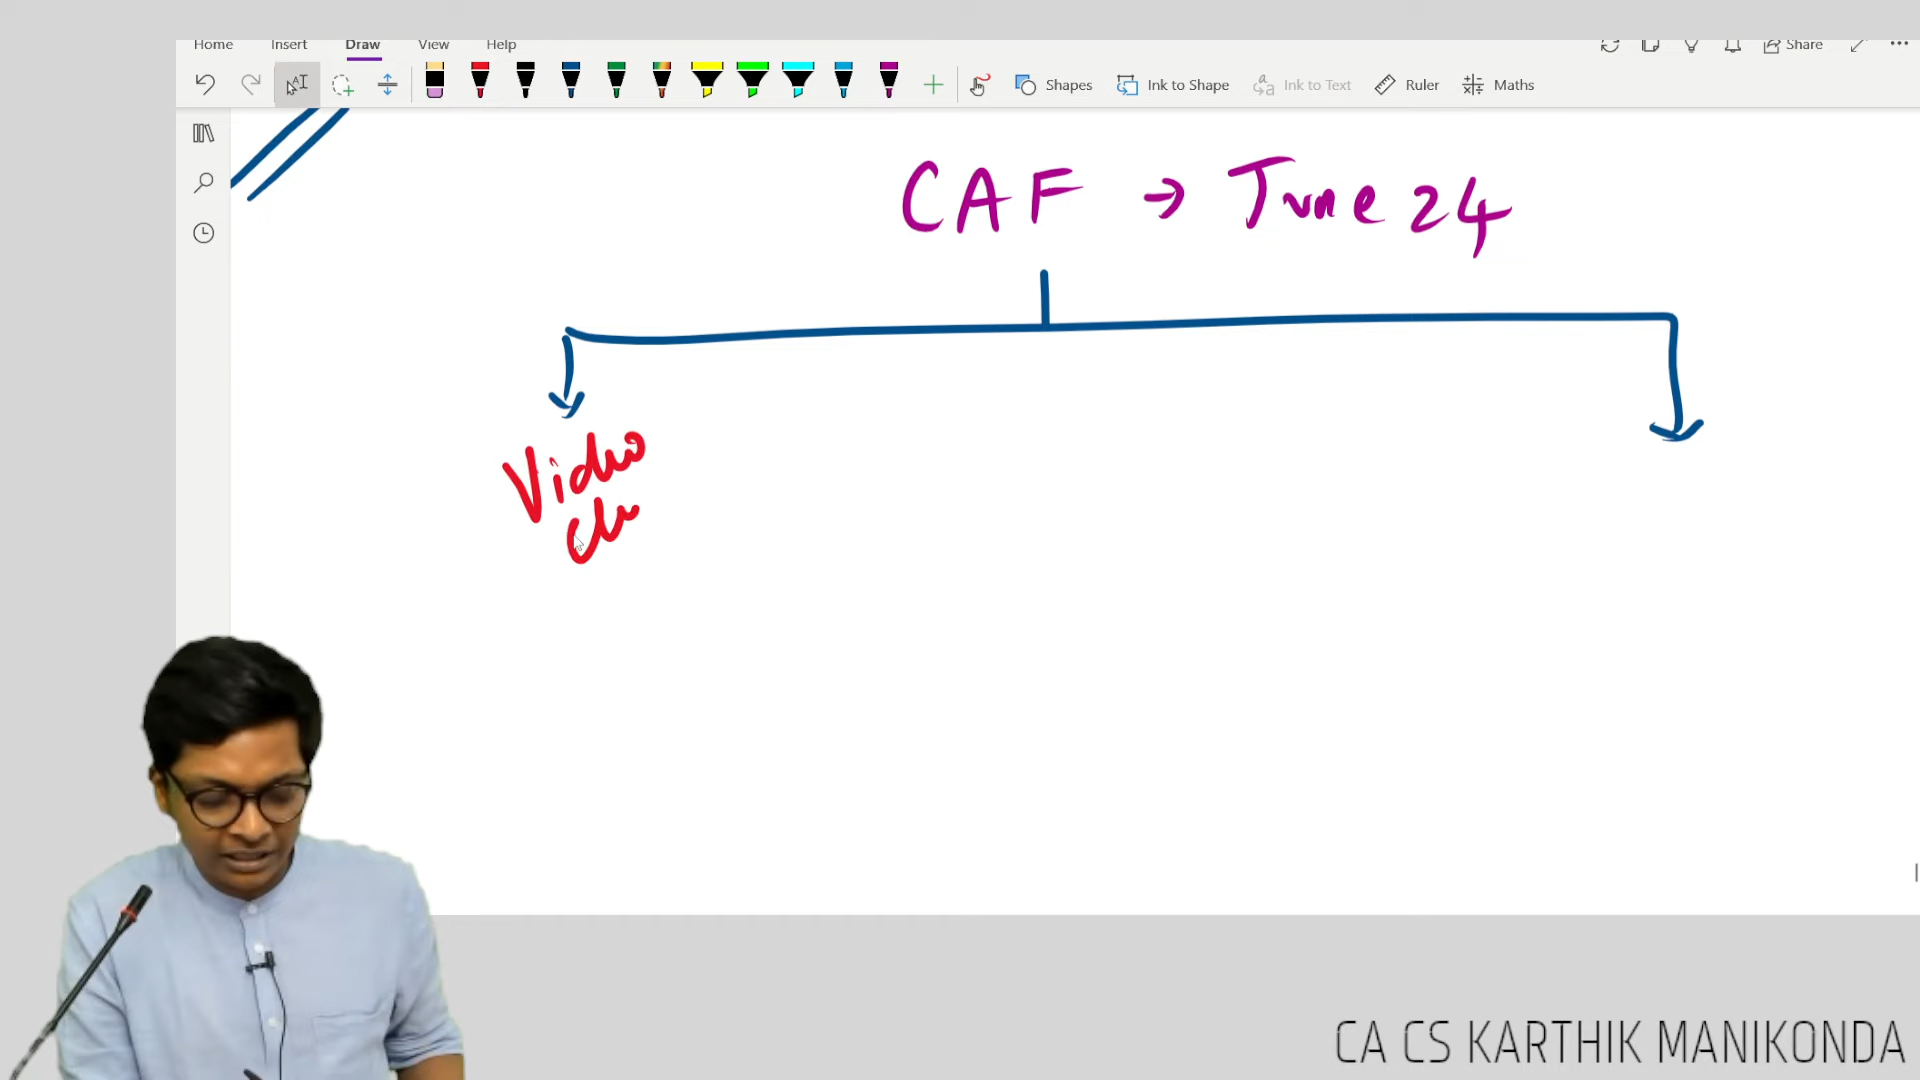 Home Insert Draw View Help Share
Shapes Ink to Shape Ink to Text Ruler Maths
CAF → June 24
Video
CA CS KARTHIK MANIKONDA